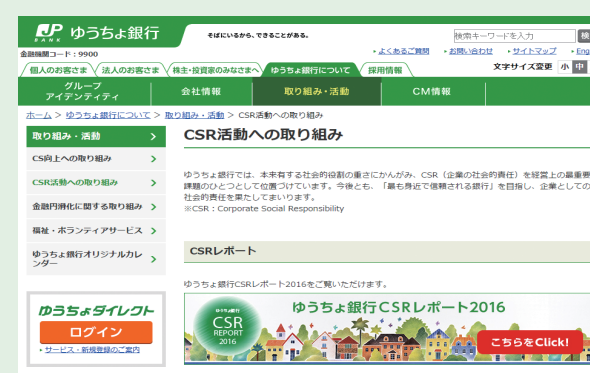 JP BANK ゆうちょ銀行
そばにいるから、できることがある。
検索キーワードを入力
検
金融機関コード：9900
よくあるご質問 お問い合わせ サイトマップ Eng
個人のお客さま 法人のお客さま 株主・投資家のみなさまへ ゆうちょ銀行について 採用情報 文字サイズ変更 小 中
グループ
アイデンティティ
会社情報 取り組み・活動 CM情報
ホーム > ゆうちょ銀行について > 取り組み・活動 > CSR活動への取り組み
取り組み・活動
CS向上への取り組み
CSR活動への取り組み
金融円滑化に関する取り組み
福祉・ボランティアサービス
ゆうちょ銀行オリジナルカレ
ンダー
ゆうちょダイレクト
ログイン
サービス・新規登録のご案内
CSR活動への取り組み
ゆうちょ銀行では、本来有する社会的役割の重さにかんがみ、CSR（企業の社会的責任）を経営上の最重要
課題のひとつとして位置づけています。今後とも、「最も身近で信頼される銀行」を目指し、企業としての
社会的責任を果たしてまいります。
※CSR：Corporate Social Responsibility
CSRレポート
ゆうちょ銀行CSRレポート2016をご覧いただけます。
ゆうちょ銀行
CSR
REPORT
2016
ゆうちょ銀行CSRレポート2016
こちらをClick!